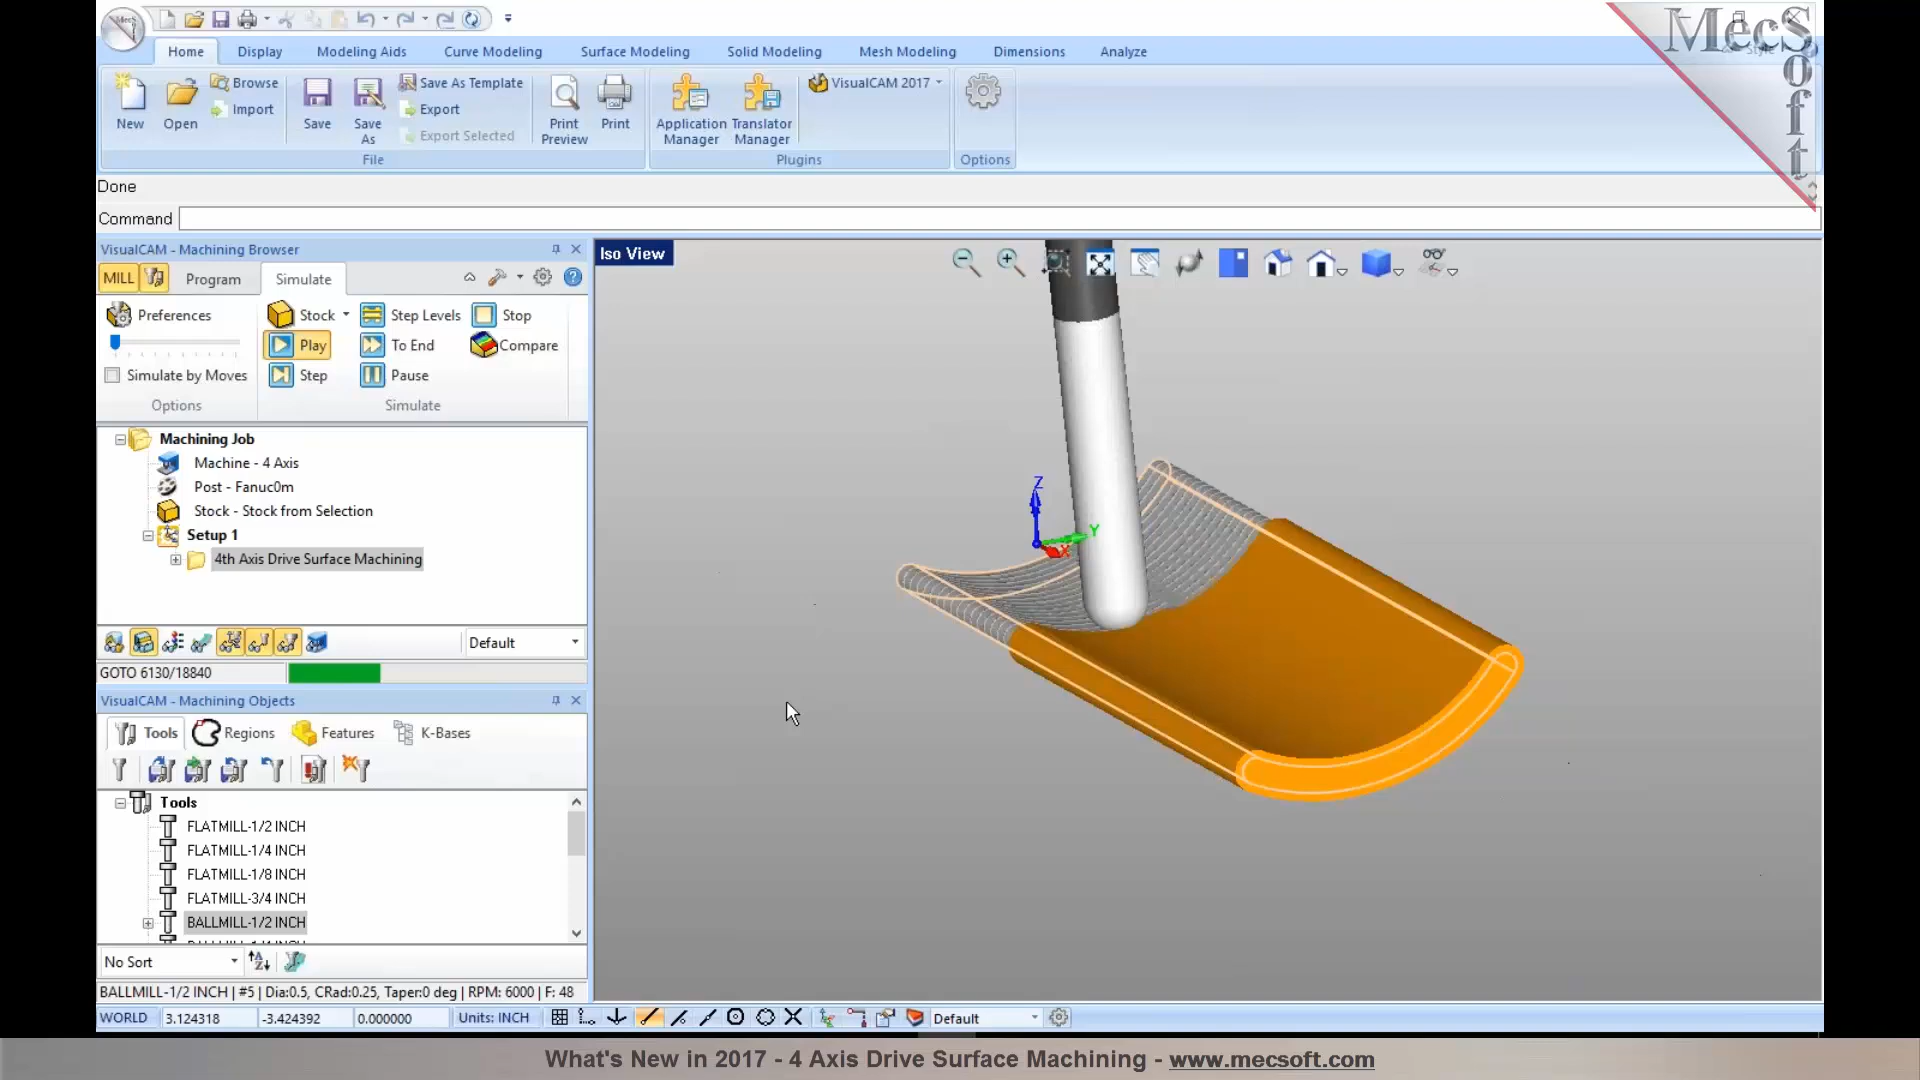 MecSoft
Home Display Modeling Aids Curve Modeling Surface Modeling Solid Modeling Mesh Modeling Dimensions Analyze
New
Open
Browse
Import
Save
Save As
Save As Template
Export
Export Selected
Print Preview
Print
File
Application Manager
Translator Manager
VisualCAM 2017
Plugins
Options
Done
Command
VisualCAM - Machining Browser
MILL Program Simulate
Preferences
Simulate by Moves
Options
Stock Step Levels Stop
Play To End Compare
Step Pause
Simulate
Machining Job
Machine - 4 Axis
Post - Fanuc0m
Stock - Stock from Selection
Setup 1
4th Axis Drive Surface Machining
Default
GOTO 6130/18840
VisualCAM - Machining Objects
Tools Regions Features K-Bases
Tools
FLATMILL-1/2 INCH
FLATMILL-1/4 INCH
FLATMILL-1/8 INCH
FLATMILL-3/4 INCH
BALLMILL-1/2 INCH
No Sort
BALLMILL-1/2 INCH | #5 | Dia:0.5, CRad:0.25, Taper:0 deg | RPM: 6000 | F: 48
Iso View
Z
Y
X
WORLD 3.124318 -3.424392 0.000000 Units: INCH Default
What's New in 2017 - 4 Axis Drive Surface Machining - www.mecsoft.com